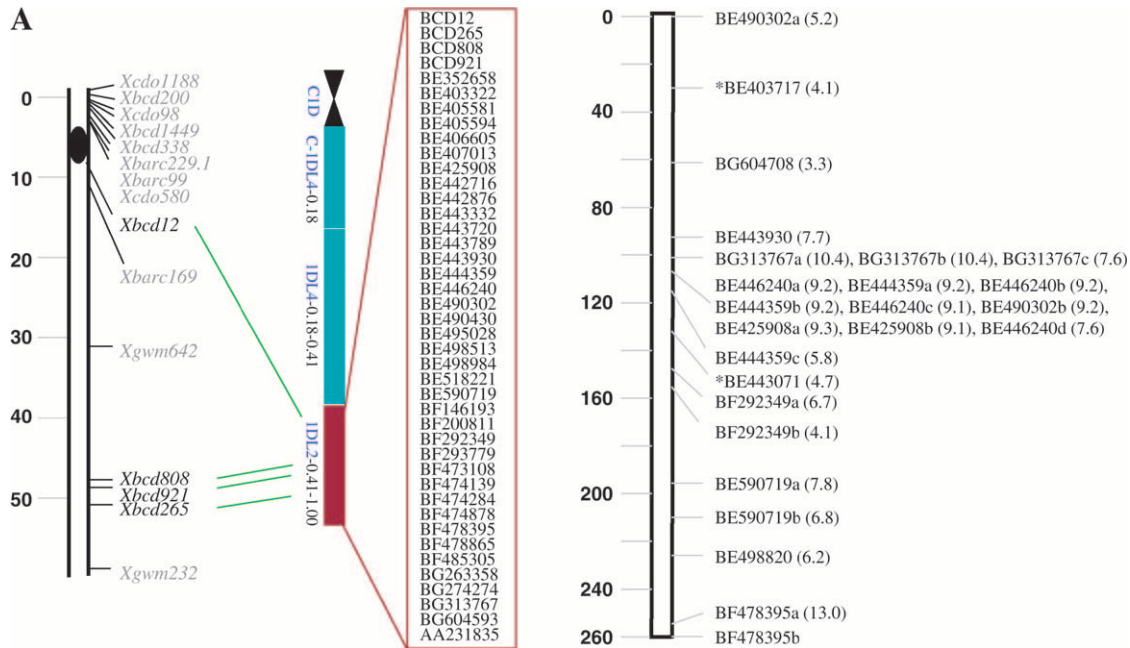 A
0
10
20
30
40
50
Xcdo1188
Xbcd200
Xcdo98
Xbcd1449
Xbcd338
Xbarc229.1
Xbarc99
Xcdo580
Xbcd12
Xbarc169
Xgwm642
Xbcd808
Xbcd921
Xbcd265
Xgwm232
C1D
C-1DL4-0.18
1DL4-0.18-0.41
1DL2-0.41-1.00
BCD12
BCD265
BCD808
BCD921
BE352658
BE403322
BE405581
BE405594
BE406605
BE407013
BE425908
BE442716
BE442876
BE443332
BE443720
BE443789
BE443930
BE444359
BE446240
BE490302
BE490430
BE495028
BE498513
BE498984
BE518221
BE590719
BF146193
BF200811
BF292349
BF293779
BF473108
BF474139
BF474284
BF474878
BF478395
BF478865
BF485305
BG263358
BG274274
BG313767
BG604593
AA231835
0
40
80
120
160
200
240
260
BE490302a (5.2)
*BE403717 (4.1)
BG604708 (3.3)
BE443930 (7.7)
BG313767a (10.4), BG313767b (10.4), BG313767c (7.6)
BE446240a (9.2), BE444359a (9.2), BE446240b (9.2),
BE444359b (9.2), BE446240c (9.1), BE490302b (9.2),
BE425908a (9.3), BE425908b (9.1), BE446240d (7.6)
BE444359c (5.8)
*BE443071 (4.7)
BF292349a (6.7)
BF292349b (4.1)
BE590719a (7.8)
BE590719b (6.8)
BE498820 (6.2)
BF478395a (13.0)
BF478395b